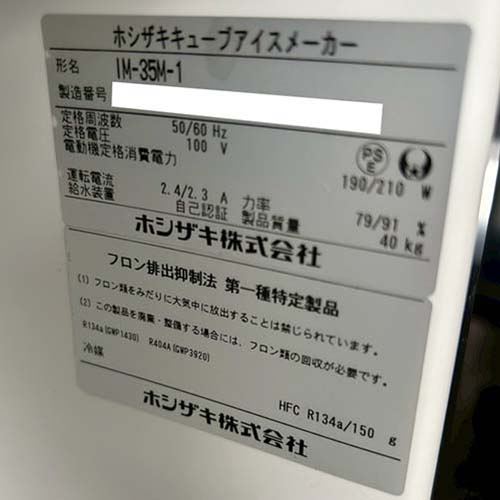 ホシザキキューブアイスメーカー
形名 IM-35M-1
製造番号
定格周波数 50/60 Hz
定格電圧 100 V
電動機定格消費電力 190/210 W
PSE
運転電流 2.4/2.3 A 力率 79/91 %
給水装置 自己認証 製品質量 40 kg
ホシザキ株式会社
フロン排出抑制法 第一種特定製品
(1) フロン類をみだりに大気中に放出することは禁じられています。
(2) この製品を廃棄・整備する場合には、フロン類の回収が必要です。
R134a(GWP1430) R404A(GWP3920)
冷媒 HFC R134a/150 g
ホシザキ株式会社